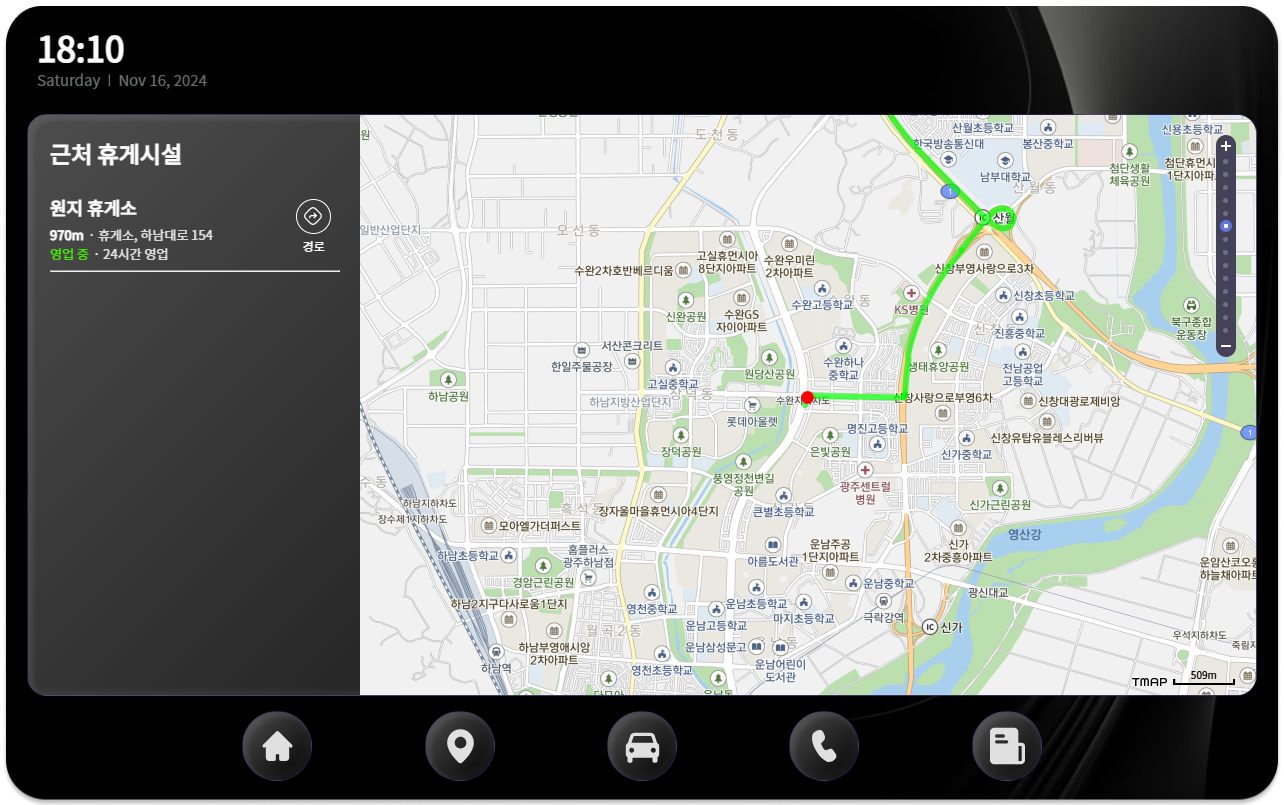 18:10
Saturday | Nov 16, 2024
근처 휴게시설
원지 휴게소
970m · 휴게소, 하남대로 154
영업 중 · 24시간 영업
경로
도천동
산월초등학교
신용초등학교
한국방송통신대
봉산중학교
첨단생활
체육공원
첨단휴먼시
1단지아파
남부대학교
산월동
1
IC 산월
일반산업단지
오선동
고실휴먼시아
8단지아파트
수완우미린
2차아파트
수완2차호반베르디움
신창부영사랑으로3차
수완고등학교
KS병원
신창초등학교
신완공원
수완GS
자이아파트
북구종합
운동장
진흥중학교
서산콘크리트
한일주물공장
원당산공원
수완하나
중학교
생태휴양공원
전남공업
고등학교
고실중학교
하남공원
하남지방산업단지
장덕동
신창사랑으로부영6차
신창대광로제비앙
롯데아울렛
명진고등학교
1
신창유탑유블레스리버뷰
장덕공원
은빛공원
신가중학교
풍영정천변길
공원
광주센트럴
병원
수동
하남지하차도
장수제1지하차도
장자울마을휴먼시아4단지
큰별초등학교
신가근린공원
모아엘가더퍼스트
영산강
하남초등학교
홈플러스
광주하남점
아름도서관
운남주공
1단지아파트
신가
2차중흥아파트
운암산코오롱
하늘채아파트
경암근린공원
운남중학교
광신대교
하남2지구다사로움1단지
영천중학교
운남초등학교
마지초등학교
극락강역
IC 신가
운남고등학교
월곡2동
우석지하차도
죽림지
하남부영애시앙
2차아파트
운남삼성문고
하남역
영천초등학교
운남어린이
도서관
TMAP
509m